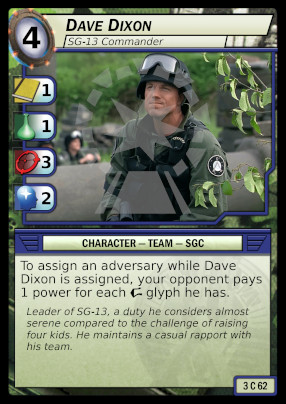 4
DAVE DIXON
SG-13 COMMANDER
1
1
3
2
CHARACTER – TEAM – SGC
To assign an adversary while Dave
Dixon is assigned, your opponent pays
1 power for each glyph he has.
Leader of SG-13, a duty he considers almost
serene compared to the challenge of raising
four kids. He maintains a casual rapport with
his team.
3 C 62